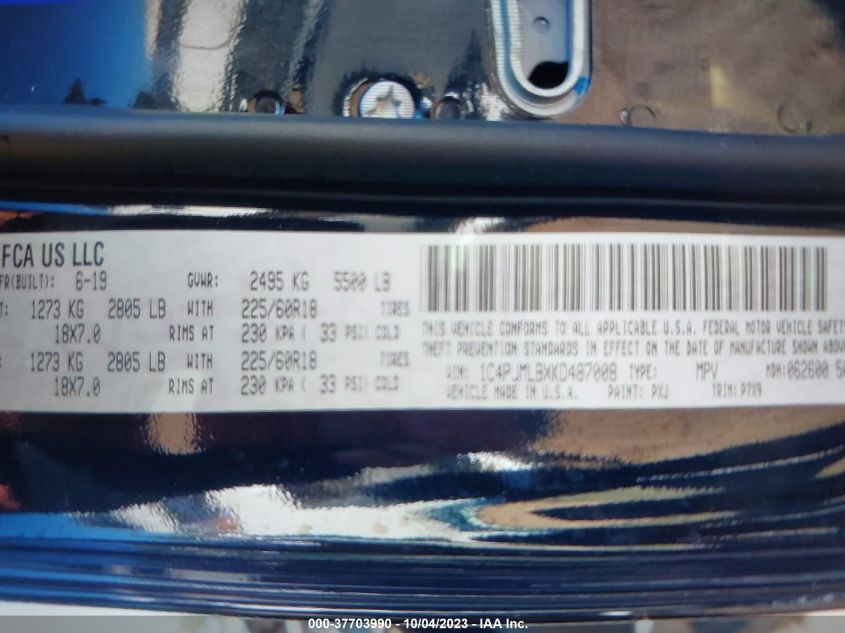 FCA US LLC
FR(BUILT): 6-19 GVWR: 2495 KG 5500 LB
T: 1273 KG 2805 LB WITH 225/60R18 TIRES
18X7.0 RIMS AT 230 KPA ( 33 PSI) COLD
: 1273 KG 2805 LB WITH 225/60R18 TIRES
18X7.0 RIMS AT 230 KPA ( 33 PSI) COLD
THIS VEHICLE CONFORMS TO ALL APPLICABLE U.S.A. FEDERAL MOTOR VEHICLE SAFETY
THEFT PREVENTION STANDARDS IN EFFECT ON THE DATE OF MANUFACTURE SHOWN ABOVE
VIN: 1C4PJMLBXKD487008 TYPE: MPV MDH: 062600 5
VEHICLE MADE IN U.S.A. PAINT: PXJ TRIM: P7X9
000-37703990 - 10/04/2023 - IAA Inc.